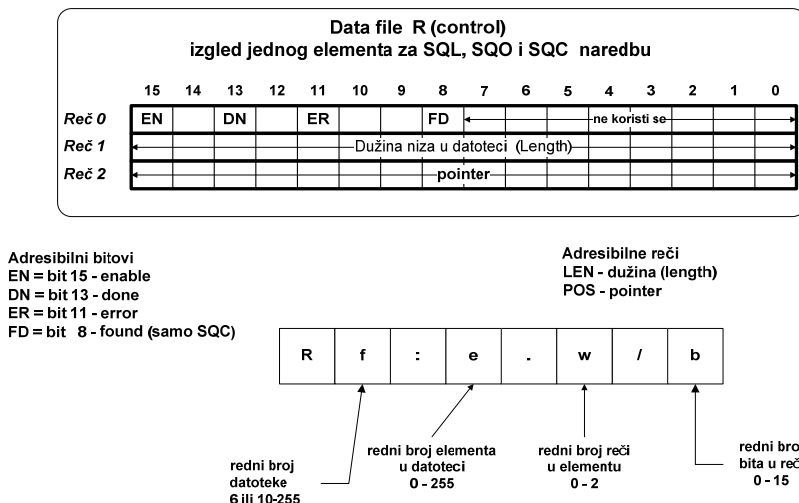 Data file R (control)
izgled jednog elementa za SQL, SQO i SQC naredbu
15 14 13 12 11 10 9 8 7 6 5 4 3 2 1 0
Reč 0 EN DN ER FD ne koristi se
Reč 1 Dužina niza u datoteci (Length)
Reč 2 pointer
Adresibilni bitovi
EN = bit 15 - enable
DN = bit 13 - done
ER = bit 11 - error
FD = bit 8 - found (samo SQC)
Adresibilne reči
LEN - dužina (length)
POS - pointer
R f : e . w / b
redni broj
datoteke
6 ili 10-255
redni broj elementa
u datoteci
0 - 255
redni broj reči
u elementu
0 - 2
redni bro
bita u reč
0 - 15